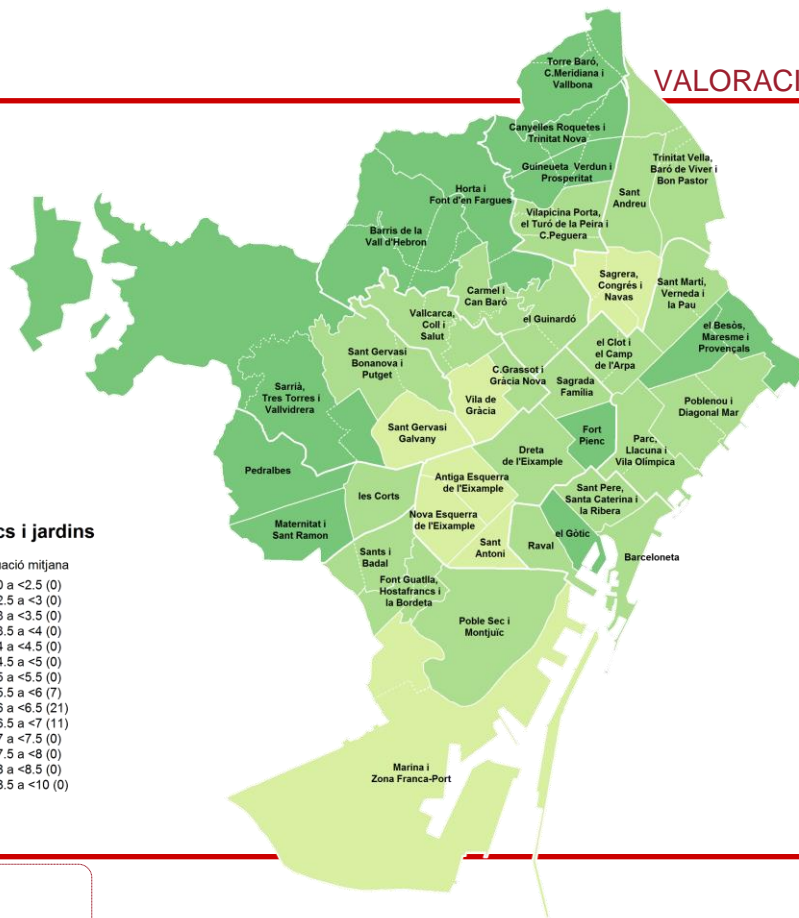 VALORACI
Torre Baró,
C.Meridiana i
Vallbona
Canyelles Roquetes i
Trinitat Nova
Guineueta Verdun i
Prosperitat
Trinitat Vella,
Baró de Viver i
Bon Pastor
Horta i
Font d'en Fargues
Sant
Andreu
Vilapicina Porta,
el Turó de la Peira i
C.Peguera
Barris de la
Vall d'Hebron
Sagrera,
Congrés i
Navas
Sant Martí,
Verneda i
la Pau
Carmel i
Can Baró
Vallcarca,
Coll i
Salut
el Guinardó
el Besòs,
Maresme i
Provençals
el Clot i
el Camp
de l'Arpa
Sant Gervasi
Bonanova i
Putget
C.Grassot i
Gràcia Nova
Sagrada
Família
Sarrià,
Tres Torres i
Vallvidrera
Vila de
Gràcia
Poblenou i
Diagonal Mar
Sant Gervasi
Galvany
Fort
Pienc
Parc,
Llacuna i
Vila Olímpica
Dreta
de l'Eixample
Pedralbes
Antiga Esquerra
de l'Eixample
les Corts
Sant Pere,
Santa Caterina i
la Ribera
Nova Esquerra
de l'Eixample
Maternitat i
Sant Ramon
el Gòtic
Sant
Antoni
Raval
Barceloneta
Sants i
Badal
Font Guatlla,
Hostafrancs i
la Bordeta
Poble Sec i
Montjuïc
Marina i
Zona Franca-Port
cs i jardins
uació mitjana
0 a <2.5 (0)
2.5 a <3 (0)
3 a <3.5 (0)
3.5 a <4 (0)
4 a <4.5 (0)
4.5 a <5 (0)
5 a <5.5 (0)
5.5 a <6 (7)
6 a <6.5 (21)
6.5 a <7 (11)
7 a <7.5 (0)
7.5 a <8 (0)
8 a <8.5 (0)
8.5 a <10 (0)